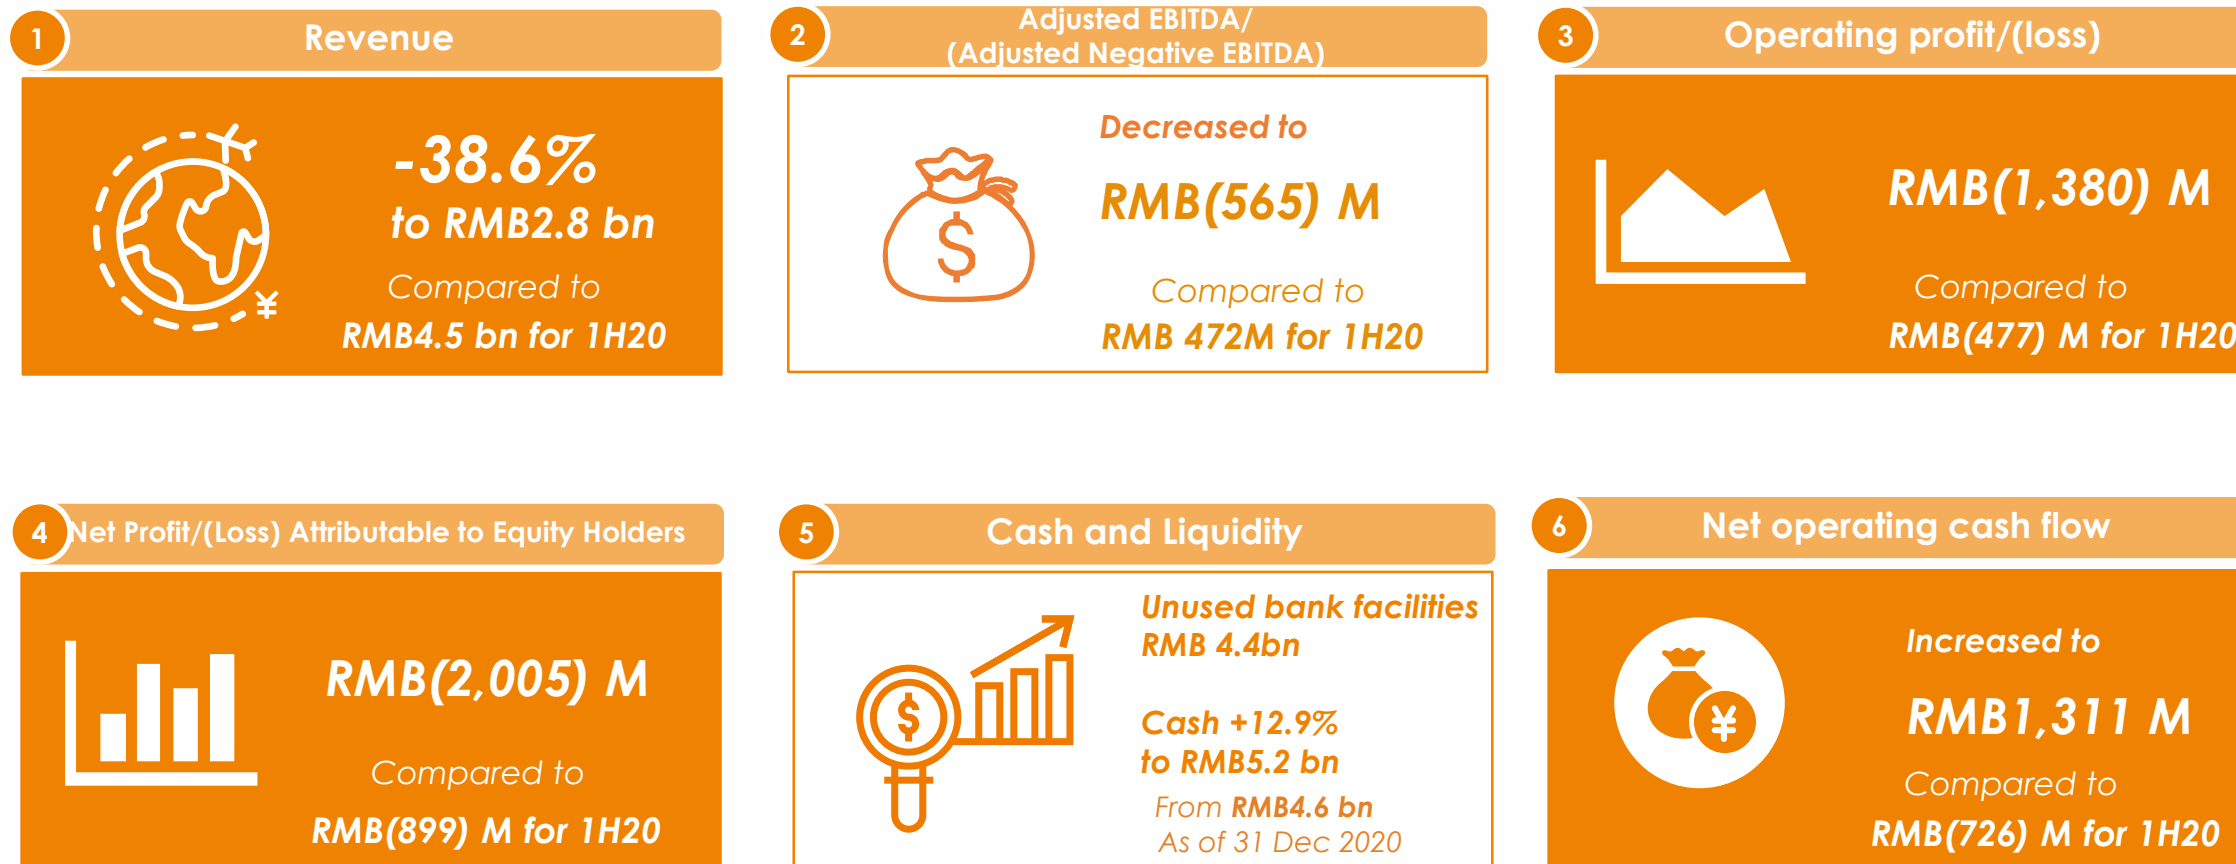 1
Revenue
-38.6%
to RMB2.8 bn
Compared to
RMB4.5 bn for 1H20
2
Adjusted EBITDA/
(Adjusted Negative EBITDA)
Decreased to
RMB(565) M
Compared to
RMB 472M for 1H20
3
Operating profit/(loss)
RMB(1,380) M
Compared to
RMB(477) M for 1H20
4
Net Profit/(Loss) Attributable to Equity Holders
RMB(2,005) M
Compared to
RMB(899) M for 1H20
5
Cash and Liquidity
Unused bank facilities
RMB 4.4bn
Cash +12.9%
to RMB5.2 bn
From RMB4.6 bn
As of 31 Dec 2020
6
Net operating cash flow
Increased to
RMB1,311 M
Compared to
RMB(726) M for 1H20